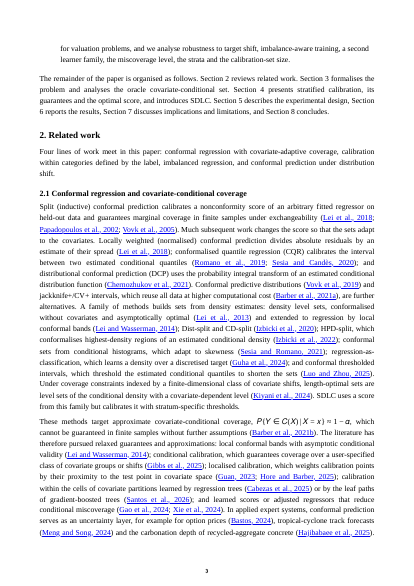 for valuation problems, and we analyse robustness to target shift, imbalance-aware training, a second
learner family, the miscoverage level, the strata and the calibration-set size.
The remainder of the paper is organised as follows. Section 2 reviews related work. Section 3 formalises the
problem and analyses the oracle covariate-conditional set. Section 4 presents stratified calibration, its
guarantees and the optimal score, and introduces SDLC. Section 5 describes the experimental design, Section
6 reports the results, Section 7 discusses implications and limitations, and Section 8 concludes.
2. Related work
Four lines of work meet in this paper: conformal regression with covariate-adaptive coverage, calibration
within categories defined by the label, imbalanced regression, and conformal prediction under distribution
shift.
2.1 Conformal regression and covariate-conditional coverage
Split (inductive) conformal prediction calibrates a nonconformity score of an arbitrary fitted regressor on
held-out data and guarantees marginal coverage in finite samples under exchangeability (Lei et al., 2018;
Papadopoulos et al., 2002; Vovk et al., 2005). Much subsequent work changes the score so that the sets adapt
to the covariates. Locally weighted (normalised) conformal prediction divides absolute residuals by an
estimate of their spread (Lei et al., 2018); conformalised quantile regression (CQR) calibrates the interval
between two estimated conditional quantiles (Romano et al., 2019; Sesia and Candès, 2020); and
distributional conformal prediction (DCP) uses the probability integral transform of an estimated conditional
distribution function (Chernozhukov et al., 2021). Conformal predictive distributions (Vovk et al., 2019) and
jackknife+/CV+ intervals, which reuse all data at higher computational cost (Barber et al., 2021a), are further
alternatives. A family of methods builds sets from density estimates: density level sets, conformalised
without covariates and asymptotically optimal (Lei et al., 2013) and extended to regression by local
conformal bands (Lei and Wasserman, 2014); Dist-split and CD-split (Izbicki et al., 2020); HPD-split, which
conformalises highest-density regions of an estimated conditional density (Izbicki et al., 2022); conformal
sets from conditional histograms, which adapt to skewness (Sesia and Romano, 2021); regression-as-
classification, which learns a density over a discretised target (Guha et al., 2024); and conformal thresholded
intervals, which threshold the conditional quantiles to shorten the sets (Luo and Zhou, 2025).
Under coverage constraints indexed by a finite-dimensional class of covariate shifts, length-optimal sets are
level sets of the conditional density with a covariate-dependent level (Kiyani et al., 2024). SDLC uses a score
from this family but calibrates it with stratum-specific thresholds.
These methods target approximate covariate-conditional coverage, P(Y ∈ C(X) | X = x) ≈ 1 − α, which
cannot be guaranteed in finite samples without further assumptions (Barber et al., 2021b). The literature has
therefore pursued relaxed guarantees and approximations: local conformal bands with asymptotic conditional
validity (Lei and Wasserman, 2014); conditional calibration, which guarantees coverage over a user-specified
class of covariate groups or shifts (Gibbs et al., 2025); localised calibration, which weights calibration points
by their proximity to the test point in covariate space (Guan, 2023; Hore and Barber, 2025); calibration
within the cells of covariate partitions learned by regression trees (Cabezas et al., 2025) or by the leaf paths
of gradient-boosted trees (Santos et al., 2026); and learned scores or adjusted regressors that reduce
conditional miscoverage (Gao et al., 2024; Xie et al., 2024). In applied expert systems, conformal prediction
serves as an uncertainty layer, for example for option prices (Bastos, 2024), tropical-cyclone track forecasts
(Meng and Song, 2024) and the carbonation depth of recycled-aggregate concrete (Hajibabaee et al., 2025).
3